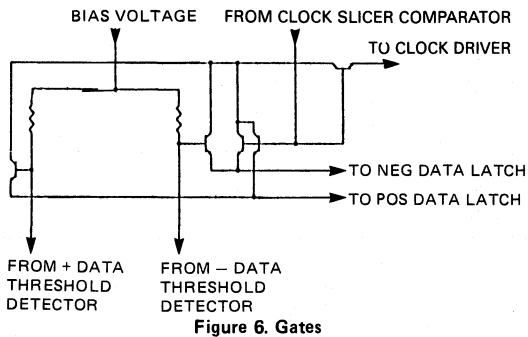 BIAS VOLTAGE
FROM CLOCK SLICER COMPARATOR
TO CLOCK DRIVER
TO NEG DATA LATCH
TO POS DATA LATCH
FROM + DATA
THRESHOLD
DETECTOR
FROM – DATA
THRESHOLD
DETECTOR
Figure 6. Gates